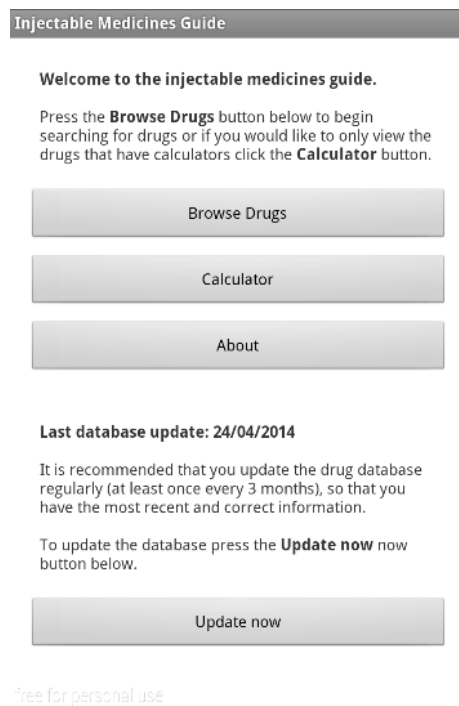 Injectable Medicines Guide
Welcome to the injectable medicines guide.
Press the Browse Drugs button below to begin
searching for drugs or if you would like to only view the
drugs that have calculators click the Calculator button.
Browse Drugs
Calculator
About
Last database update: 24/04/2014
It is recommended that you update the drug database
regularly (at least once every 3 months), so that you
have the most recent and correct information.
To update the database press the Update now now
button below.
Update now
free for personal use